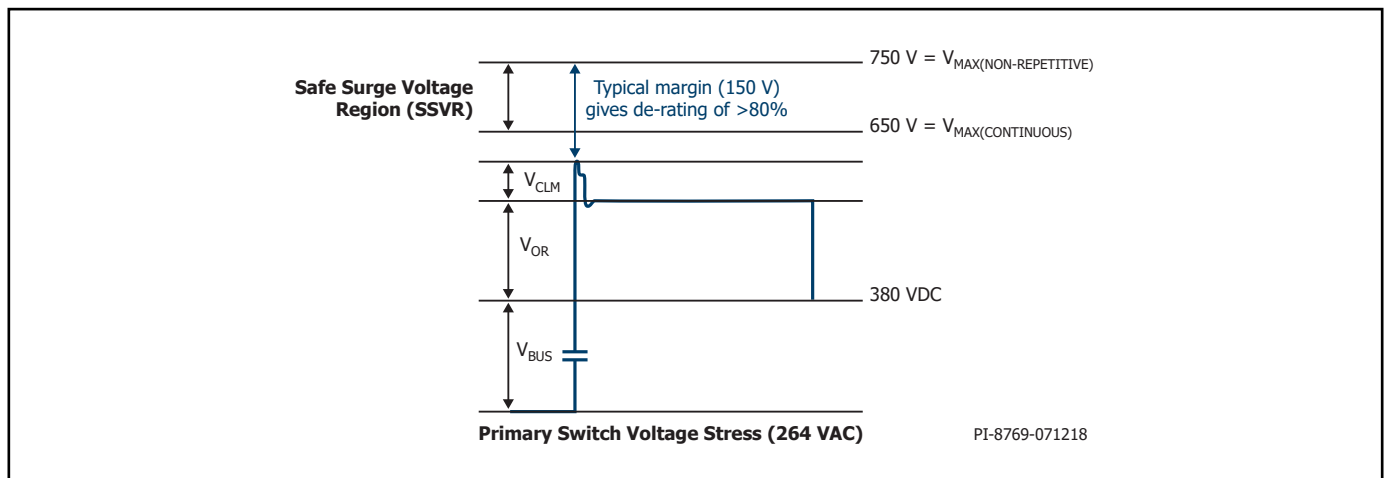 750 V = VMAX(NON-REPETITIVE)
Safe Surge Voltage
Region (SSVR)
Typical margin (150 V)
gives de-rating of >80%
650 V = VMAX(CONTINUOUS)
VCLM
VOR
380 VDC
VBUS
Primary Switch Voltage Stress (264 VAC)
PI-8769-071218